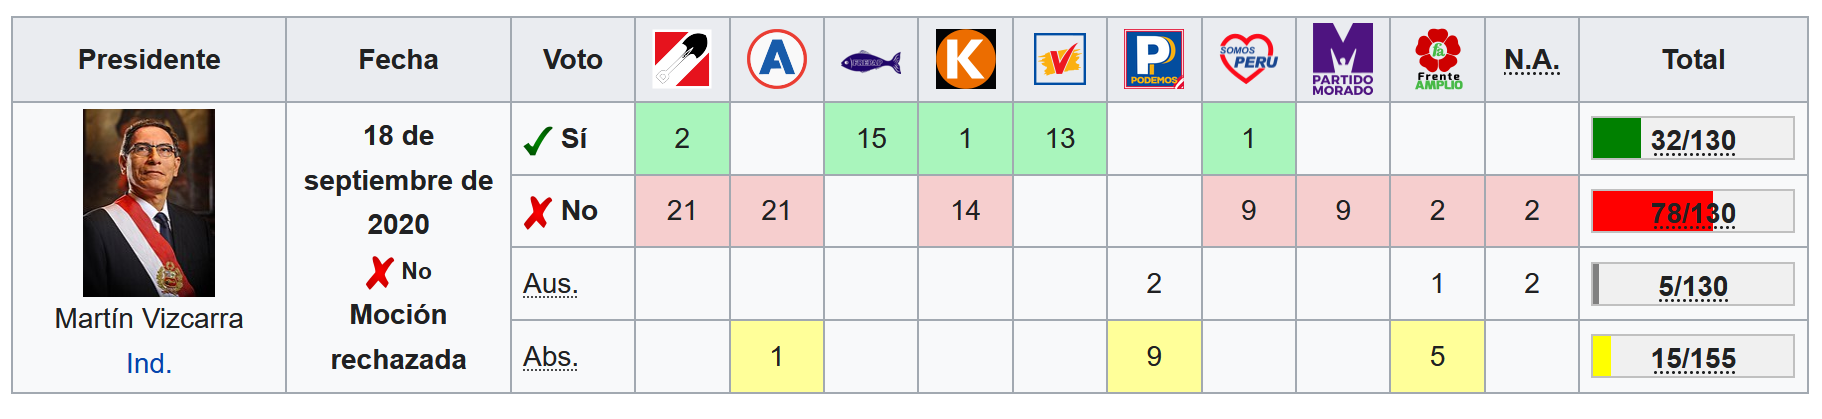 Presidente Fecha Voto A FREPAP K V P PODEMOS SOMOS PERU M PARTIDO MORADO fa Frente AMPLIO N.A. Total
18 de septiembre de 2020
No
Moción rechazada
Martín Vizcarra
Ind.
Sí 2 15 1 13 1 32/130
No 21 21 14 9 9 2 2 78/130
Aus. 2 1 2 5/130
Abs. 1 9 5 15/155